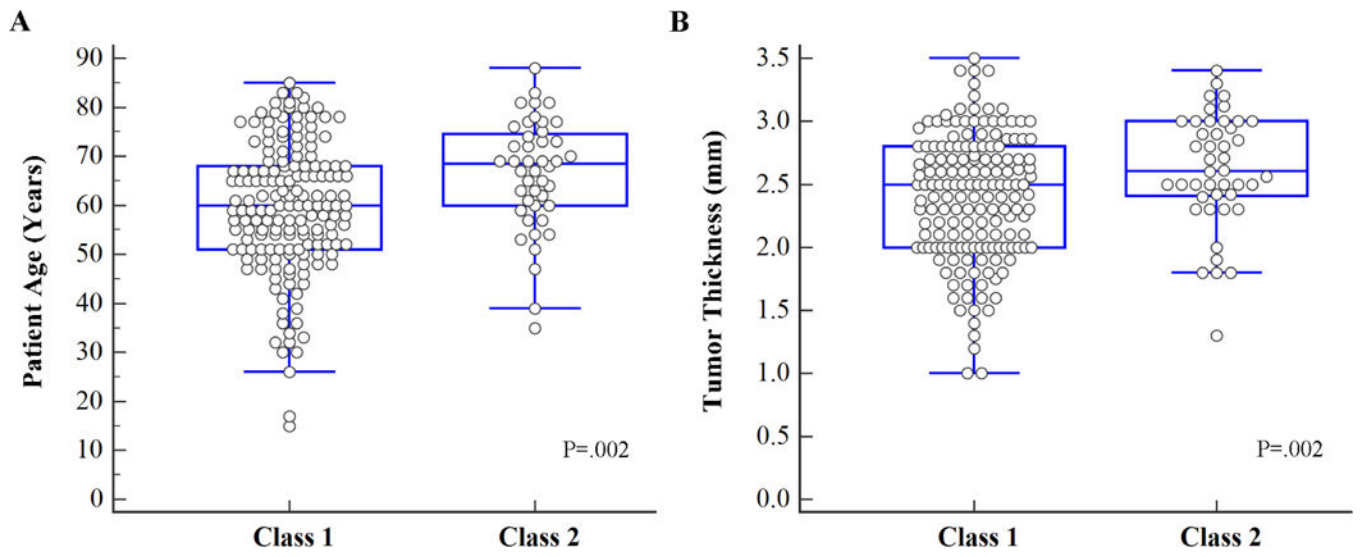 A
Patient Age (Years)
90
80
70
60
50
40
30
20
10
0
P=.002
Class 1
Class 2
B
Tumor Thickness (mm)
3.5
3.0
2.5
2.0
1.5
1.0
0.5
0.0
P=.002
Class 1
Class 2